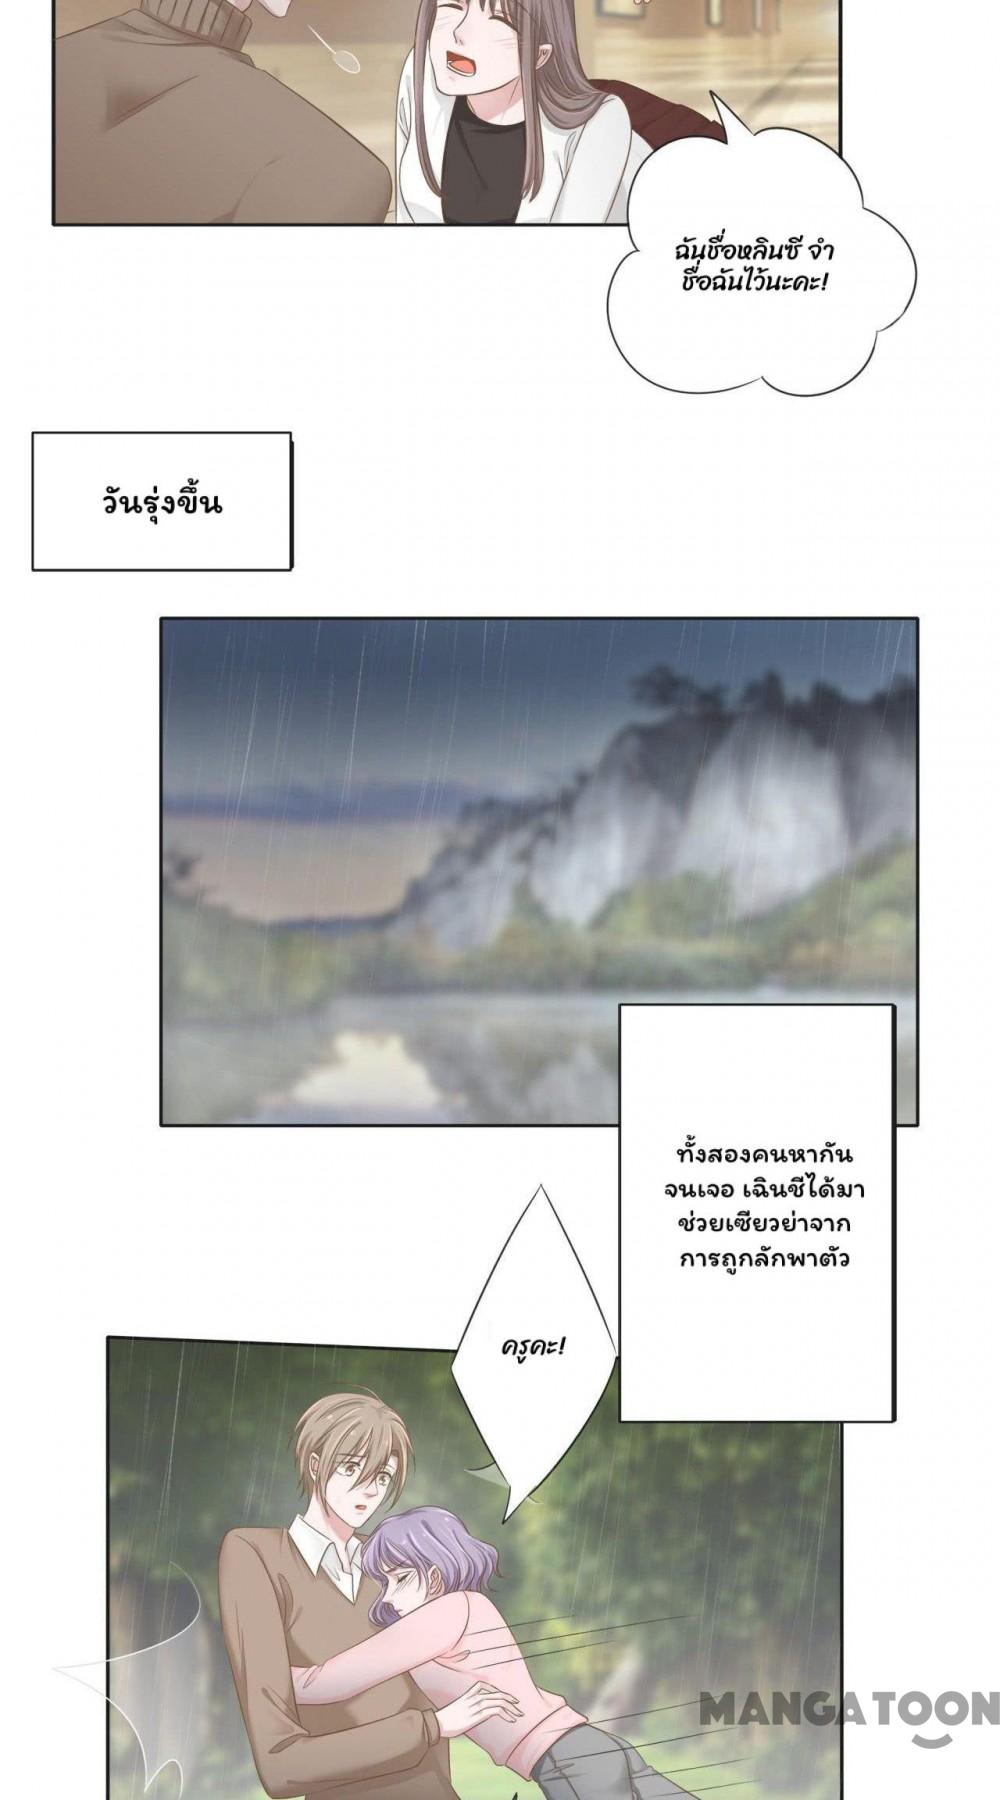 ฉันชื่อหลินซี จำ
ชื่อฉันไว้นะคะ!
วันรุ่งขึ้น
ทั้งสองคนหากัน
จนเจอ เฉินซีได้มา
ช่วยเซียวย่าจาก
การถูกลักพาตัว
ครูคะ!
MANGATOON